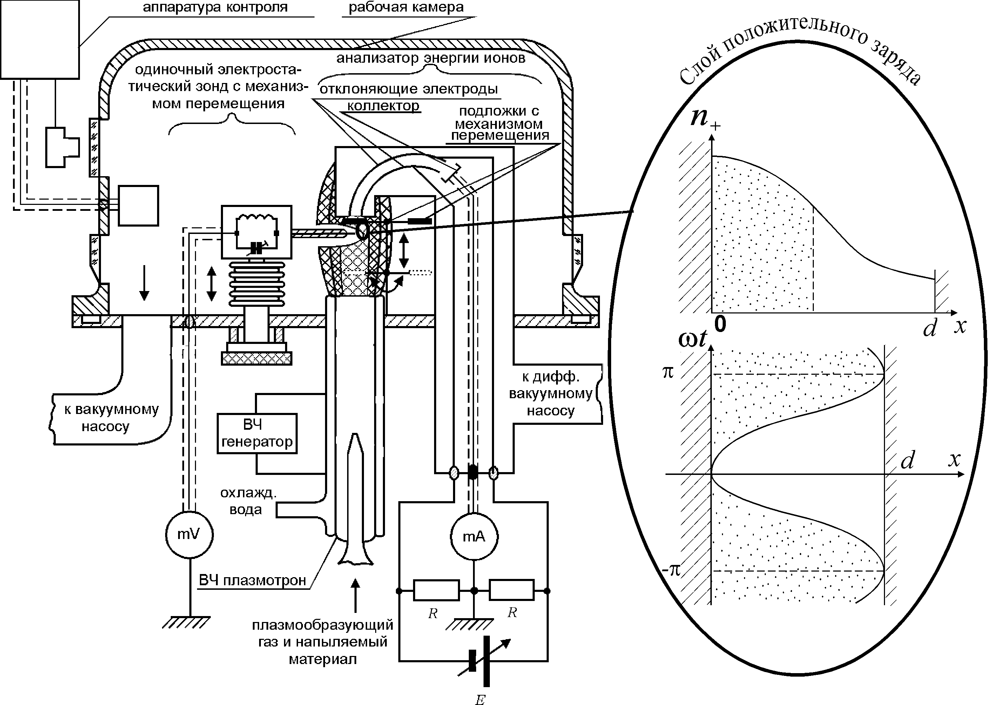 аппаратура контроля
рабочая камера
анализатор энергии ионов
одиночный электроста-
тический зонд с механиз-
мом перемещения
отклоняющие электроды
коллектор
подложки с
механизмом
перемещения
к вакуумному
насосу
ВЧ
генератор
охлажд.
вода
mV
ВЧ плазмотрон
плазмообразующий
газ и напыляемый
материал
к дифф.
вакуумному
насосу
mA
R
R
E
Слой положительного заряда
n+
0
d
x
ωt
π
d
x
-π